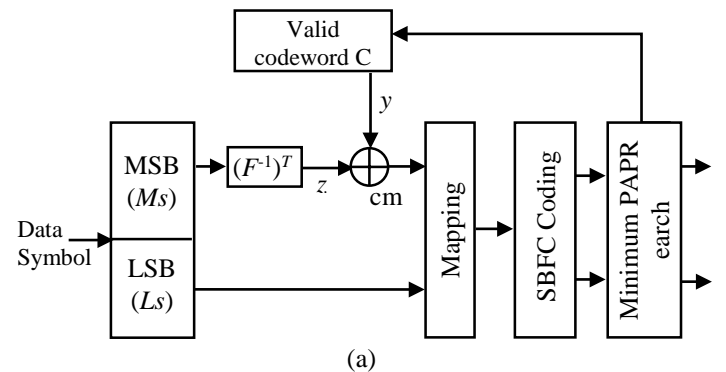 Valid
codeword C
y
MSB
(Ms)
(F⁻¹)ᵀ
z
cm
Data
Symbol
LSB
(Ls)
Mapping
SBFC Coding
Minimum PAPR
earch
(a)